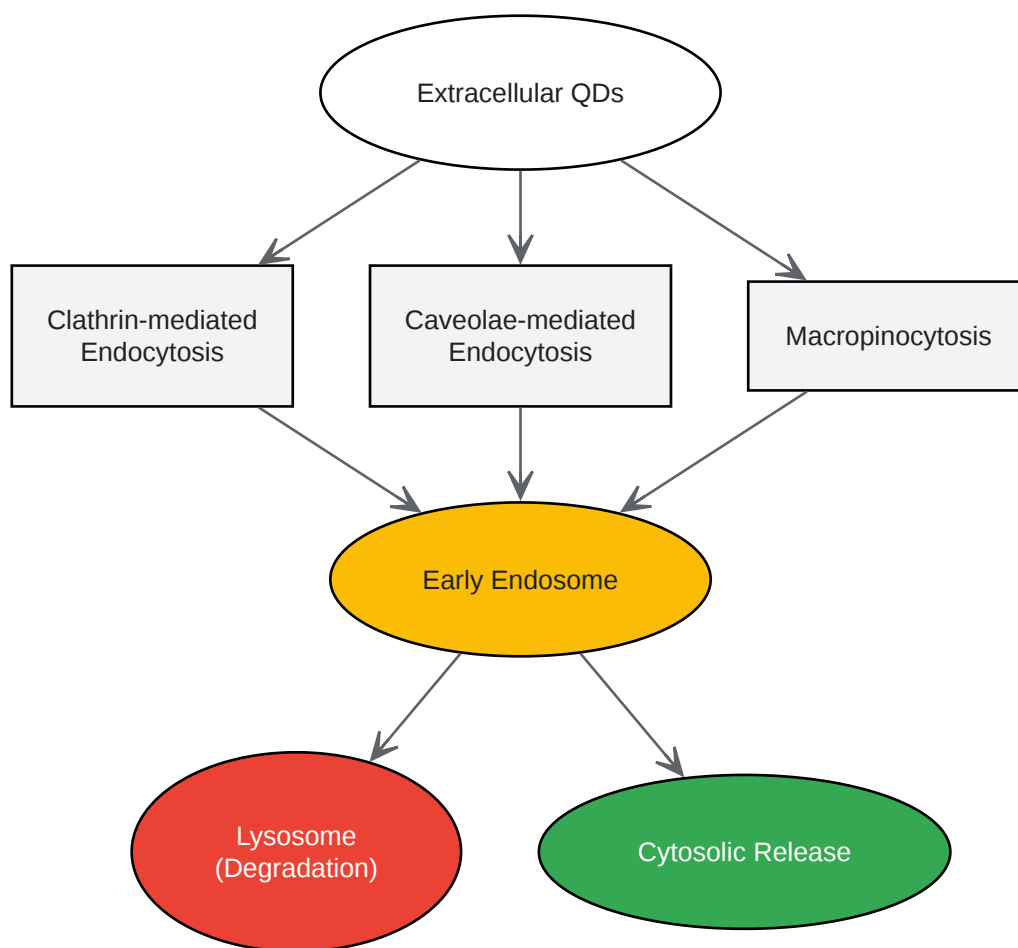 Extracellular QDs
Clathrin-mediated
Endocytosis
Caveolae-mediated
Endocytosis
Macropinocytosis
Early Endosome
Lysosome
(Degradation)
Cytosolic Release